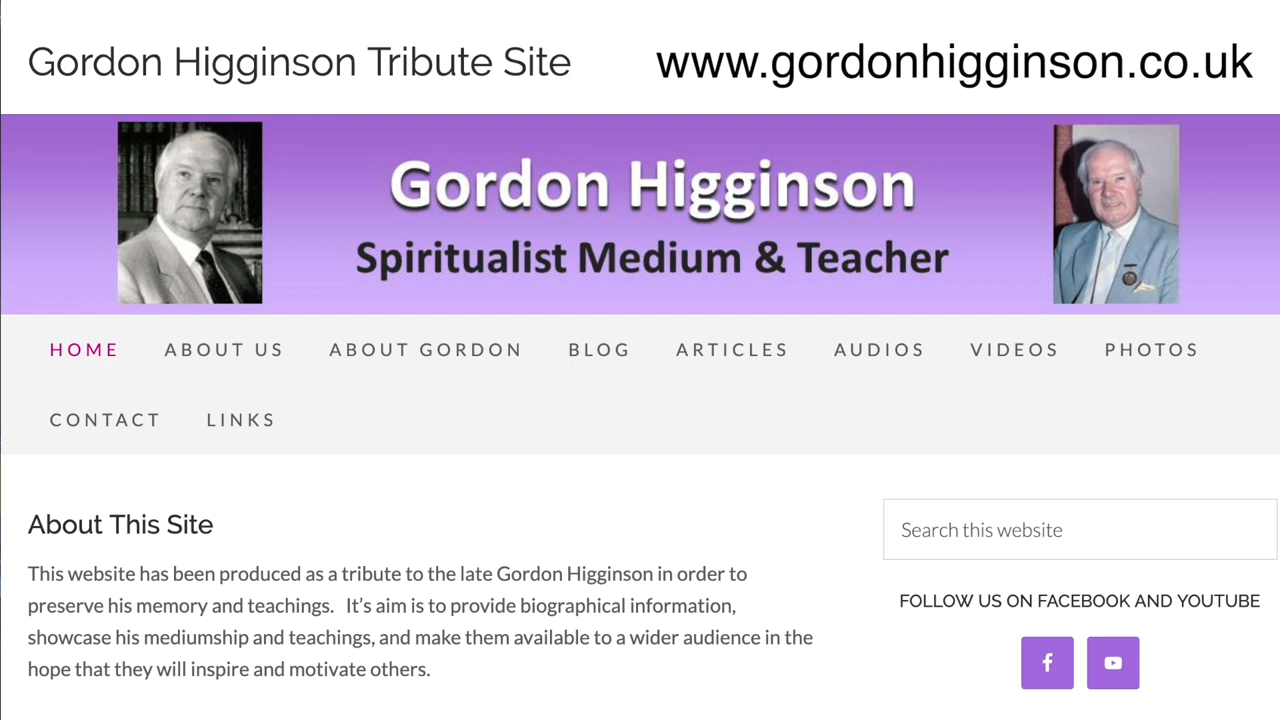 Gordon Higginson Tribute Site
www.gordonhigginson.co.uk
Gordon Higginson
Spiritualist Medium & Teacher
HOME ABOUT US ABOUT GORDON BLOG ARTICLES AUDIOS VIDEOS PHOTOS
CONTACT LINKS
About This Site
This website has been produced as a tribute to the late Gordon Higginson in order to
preserve his memory and teachings. It’s aim is to provide biographical information,
showcase his mediumship and teachings, and make them available to a wider audience in the
hope that they will inspire and motivate others.
Search this website
FOLLOW US ON FACEBOOK AND YOUTUBE